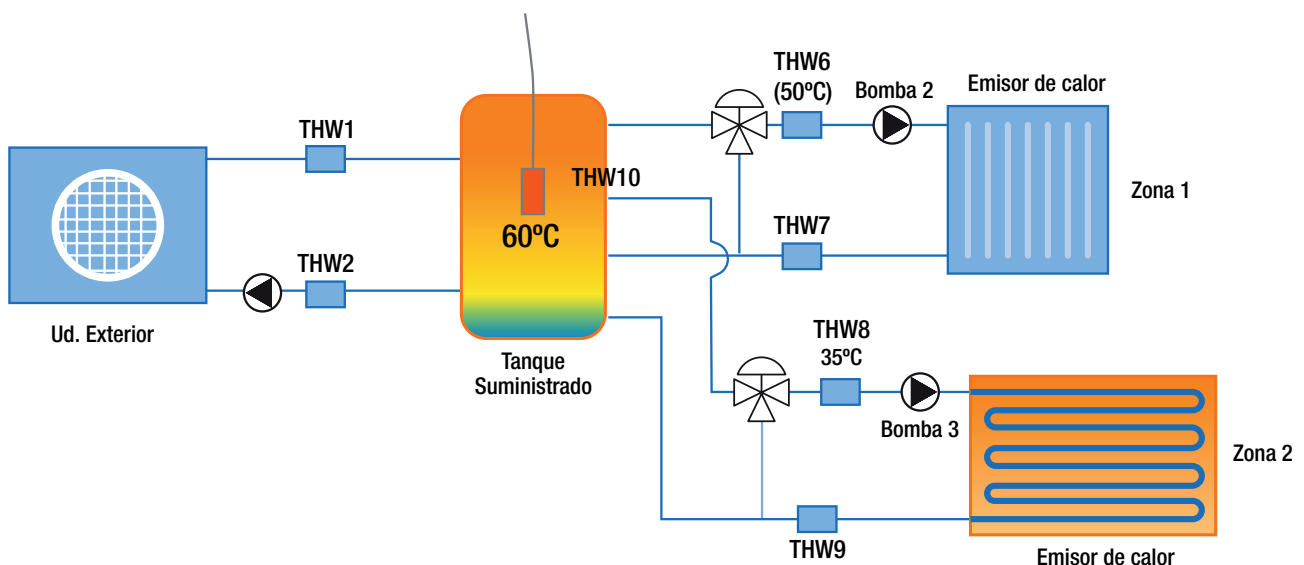 THW6
(50ºC)
Bomba 2
Emisor de calor
THW1
THW10
Zona 1
60ºC
THW7
THW2
Ud. Exterior
Tanque
Suministrado
THW8
35ºC
Bomba 3
Zona 2
THW9
Emisor de calor